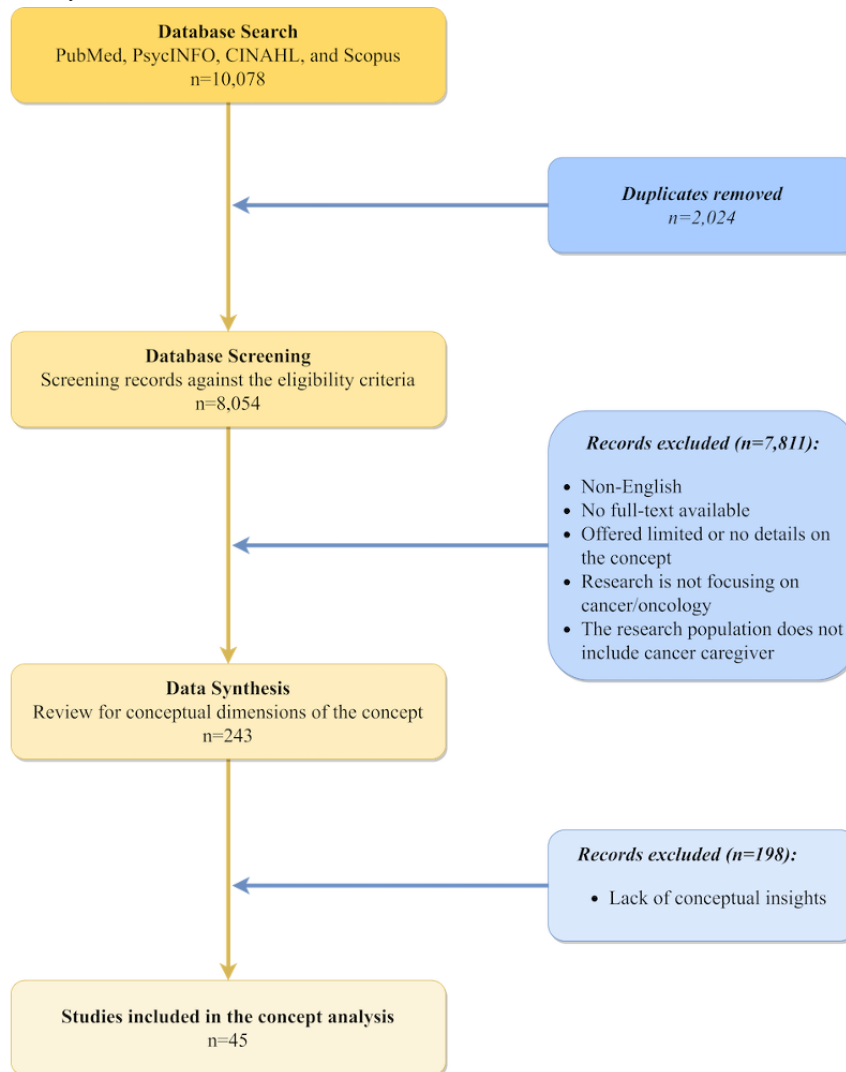 Database Search
PubMed, PsycINFO, CINAHL, and Scopus
n=10,078
Duplicates removed
n=2,024
Database Screening
Screening records against the eligibility criteria
n=8,054
Records excluded (n=7,811):
• Non-English
• No full-text available
• Offered limited or no details on
the concept
• Research is not focusing on
cancer/oncology
• The research population does not
include cancer caregiver
Data Synthesis
Review for conceptual dimensions of the concept
n=243
Records excluded (n=198):
• Lack of conceptual insights
Studies included in the concept analysis
n=45